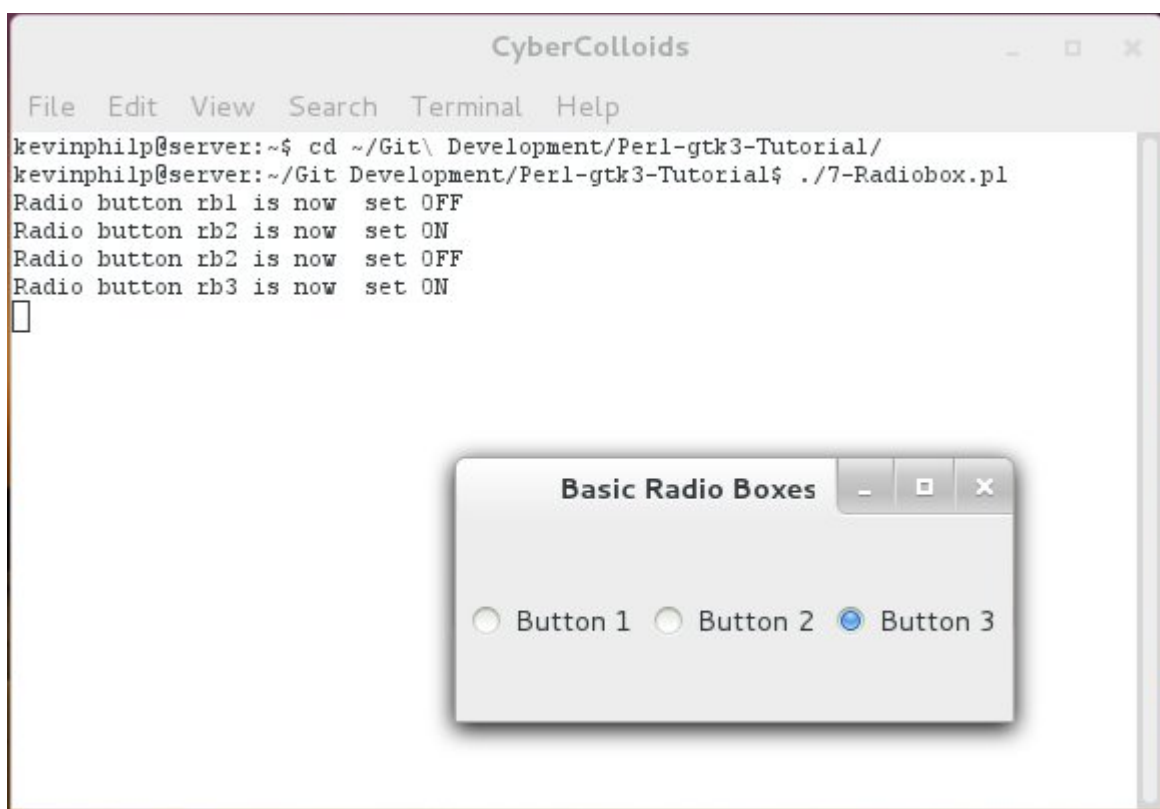 CyberColloids
File Edit View Search Terminal Help
kevinphilp@server:~$ cd ~/Git\ Development/Perl-gtk3-Tutorial/
kevinphilp@server:~/Git Development/Perl-gtk3-Tutorial$ ./7-Radiobox.pl
Radio button rb1 is now  set OFF
Radio button rb2 is now  set ON
Radio button rb2 is now  set OFF
Radio button rb3 is now  set ON
Basic Radio Boxes
Button 1 Button 2 Button 3